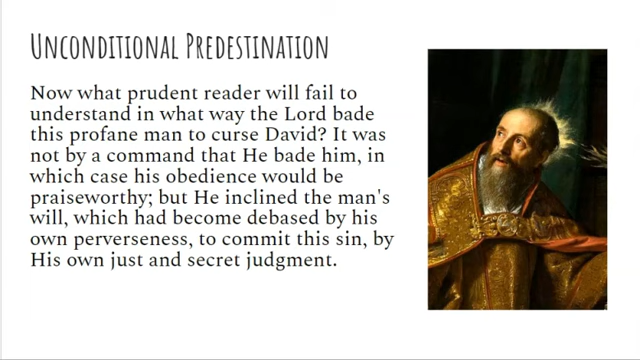 Unconditional Predestination
Now what prudent reader will fail to
understand in what way the Lord bade
this profane man to curse David? It was
not by a command that He bade him, in
which case his obedience would be
praiseworthy; but He inclined the man's
will, which had become debased by his
own perverseness, to commit this sin, by
His own just and secret judgment.